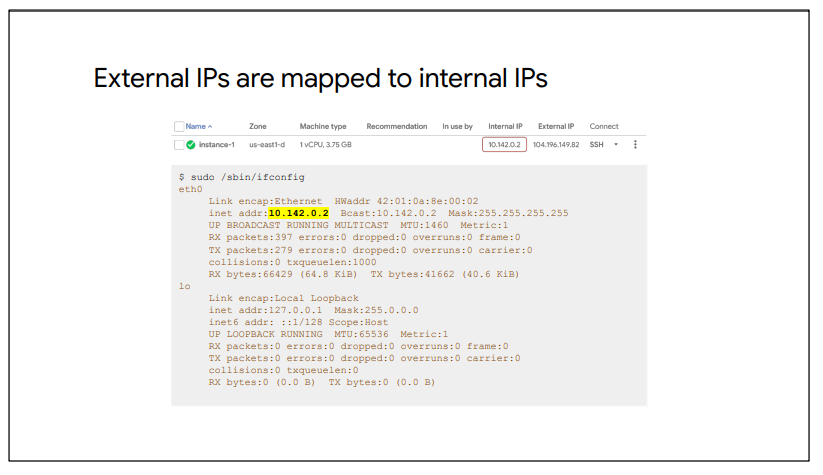 External IPs are mapped to internal IPs
Name Zone Machine type Recommendation In use by Internal IP External IP Connect
instance-1 us-east1-d 1 vCPU, 3.75 GB 10.142.0.2 104.196.149.82 SSH
$ sudo /sbin/ifconfig
eth0
Link encap:Ethernet HWaddr 42:01:0a:8e:00:02
inet addr:10.142.0.2 Bcast:10.142.0.2 Mask:255.255.255.255
UP BROADCAST RUNNING MULTICAST MTU:1460 Metric:1
RX packets:397 errors:0 dropped:0 overruns:0 frame:0
TX packets:279 errors:0 dropped:0 overruns:0 carrier:0
collisions:0 txqueuelen:1000
RX bytes:66429 (64.8 KiB) TX bytes:41662 (40.6 KiB)
lo
Link encap:Local Loopback
inet addr:127.0.0.1 Mask:255.0.0.0
inet6 addr: ::1/128 Scope:Host
UP LOOPBACK RUNNING MTU:65536 Metric:1
RX packets:0 errors:0 dropped:0 overruns:0 frame:0
TX packets:0 errors:0 dropped:0 overruns:0 carrier:0
collisions:0 txqueuelen:0
RX bytes:0 (0.0 B) TX bytes:0 (0.0 B)